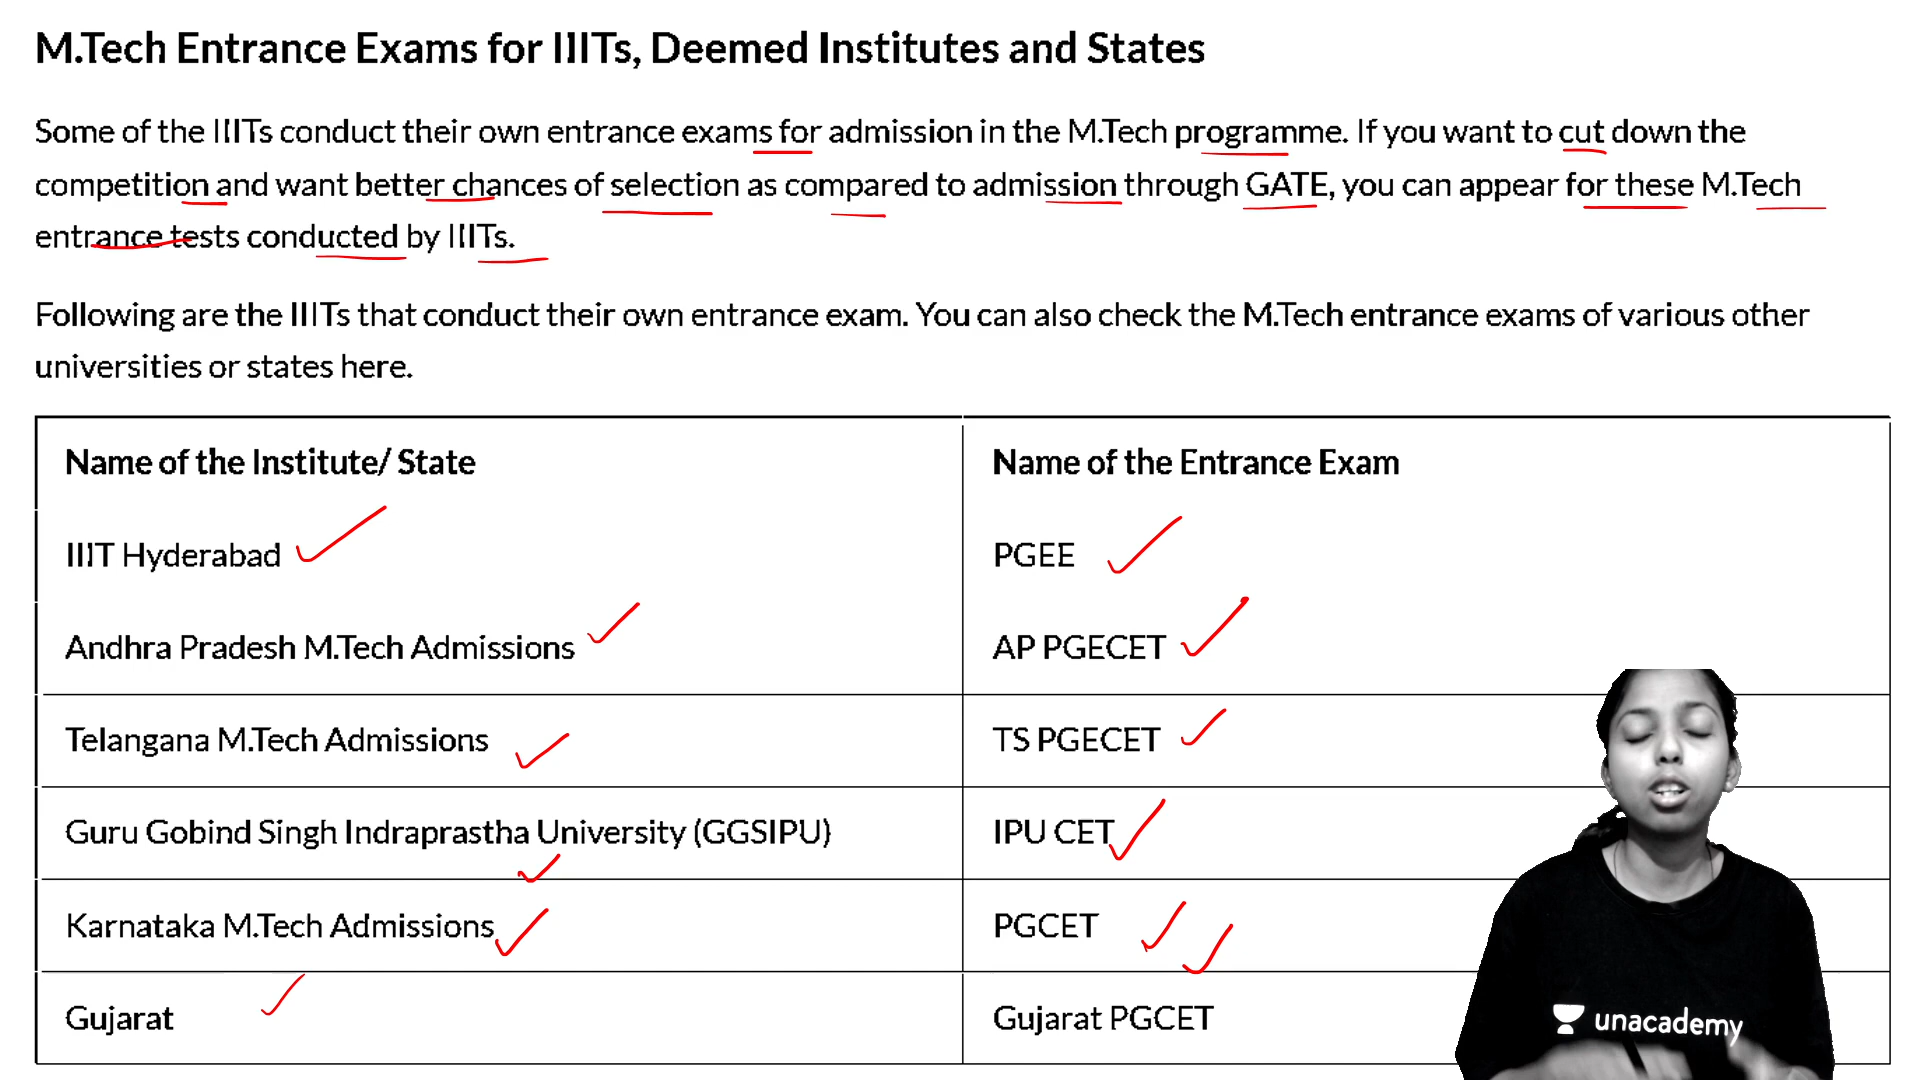 M.Tech Entrance Exams for IIITs, Deemed Institutes and States
Some of the IIITs conduct their own entrance exams for admission in the M.Tech programme. If you want to cut down the
competition and want better chances of selection as compared to admission through GATE, you can appear for these M.Tech
entrance tests conducted by IIITs.
Following are the IIITs that conduct their own entrance exam. You can also check the M.Tech entrance exams of various other
universities or states here.
Name of the Institute/ State Name of the Entrance Exam
IIIT Hyderabad PGEE
Andhra Pradesh M.Tech Admissions AP PGECET
Telangana M.Tech Admissions TS PGECET
Guru Gobind Singh Indraprastha University (GGSIPU) IPU CET
Karnataka M.Tech Admissions PGCET
Gujarat Gujarat PGCET
unacademy